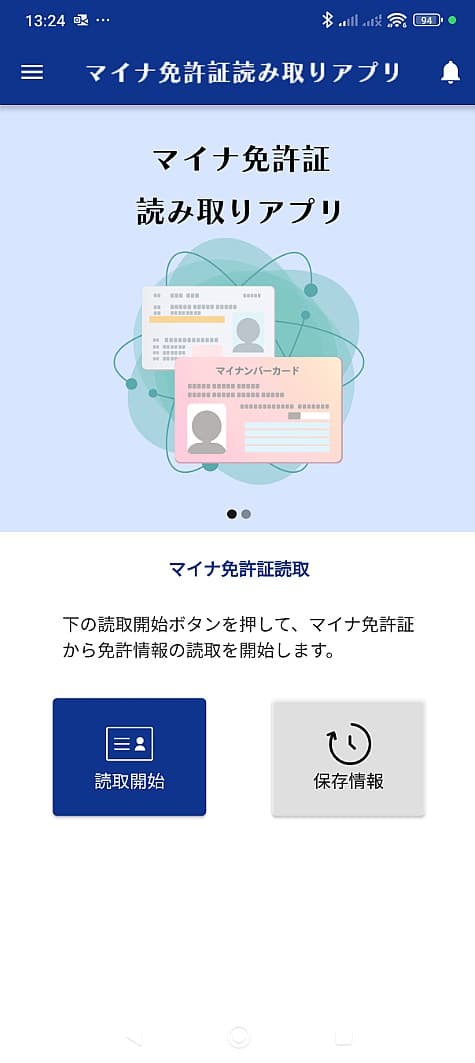 13:24
94
マイナ免許証読み取りアプリ
マイナ免許証
読み取りアプリ
マイナンバーカード
マイナ免許証読取
下の読取開始ボタンを押して、マイナ免許証
から免許情報の読取を開始します。
読取開始
保存情報